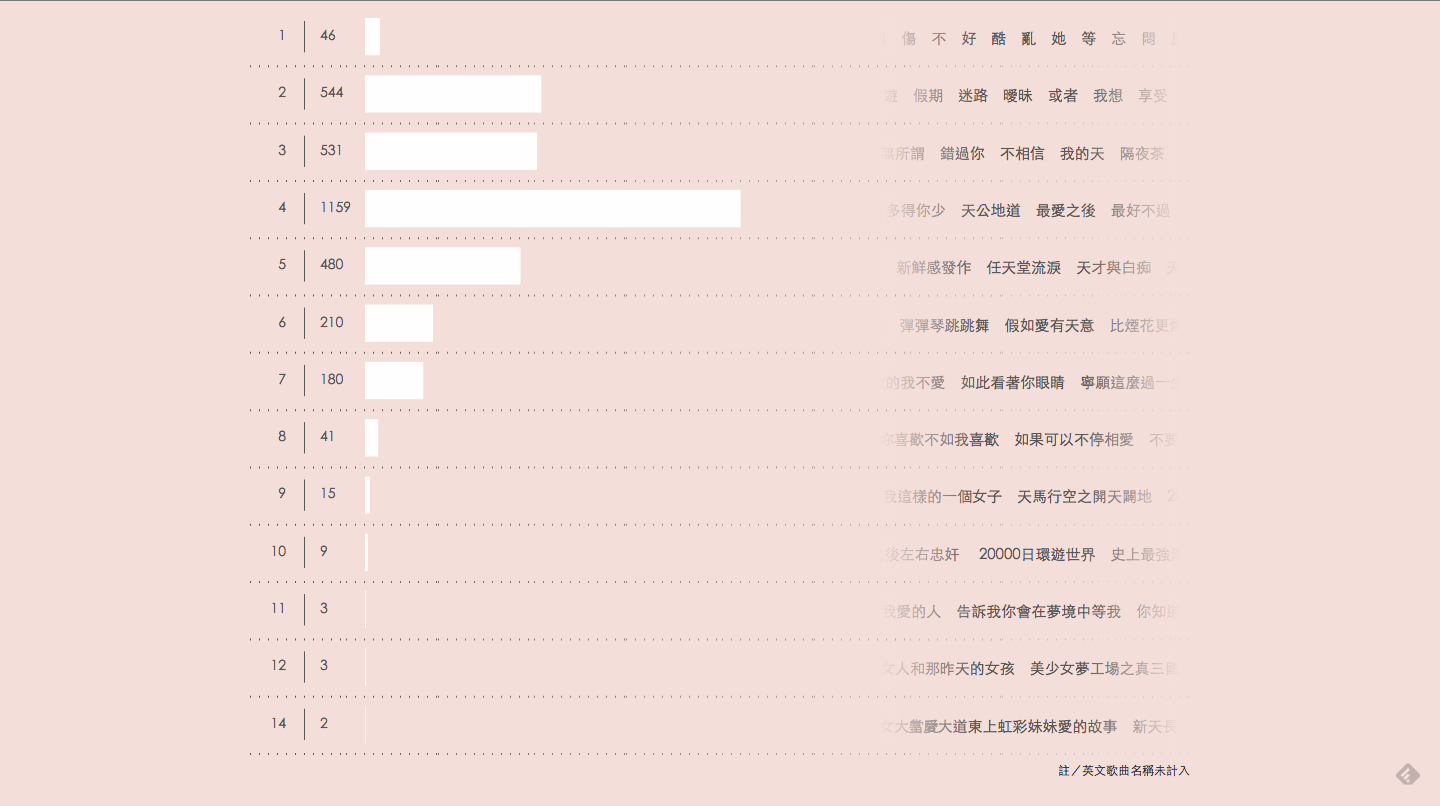 1 46 傷 不 好 酷 亂 她 等 忘 悶
2 544 假期 迷路 曖昧 或者 我想 享受
3 531 無所謂 錯過你 不相信 我的天 隔夜茶
4 1159 多得你少 天公地道 最愛之後 最好不過
5 480 新鮮感發作 任天堂流淚 天才與白痴 天
6 210 彈彈琴跳跳舞 假如愛有天意 比煙花更
7 180 的我不愛 如此看著你眼睛 寧願這麼過一
8 41 你喜歡不如我喜歡 如果可以不停相愛 不要
9 15 我這樣的一個女子 天馬行空之開天闢地 2
10 9 後左右忠奸 20000日環遊世界 史上最強
11 3 我愛的人 告訴我你會在夢境中等我 你知
12 3 女人和那昨天的女孩 美少女夢工場之真三
14 2 女大當慶大道東上虹彩妹妹愛的故事 新天長
註／英文歌曲名稱未計入